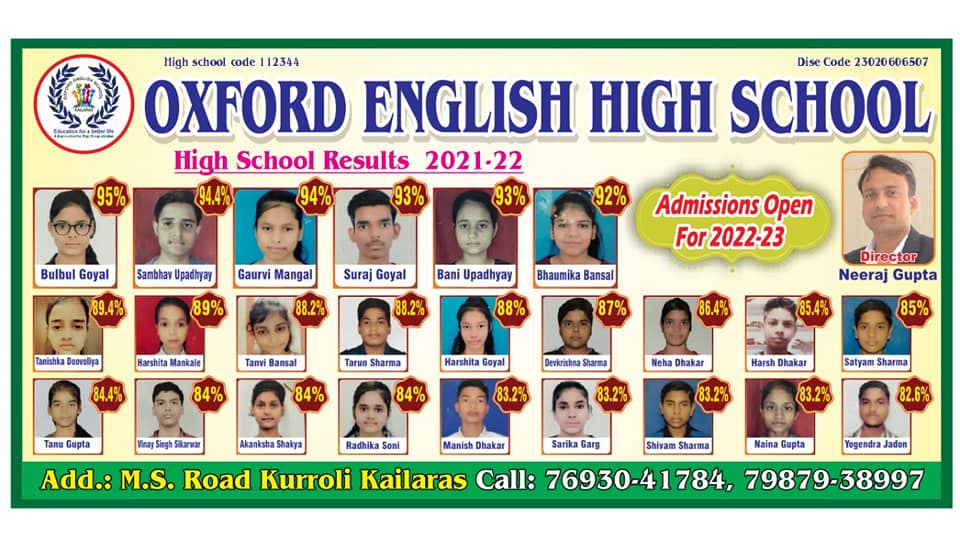 High school code 112344
Dise Code 23020606507
OXFORD ENGLISH SCHOOL
KAILARAS
Education for a better life
OXFORD ENGLISH HIGH SCHOOL
High School Results 2021-22
95% 94.4% 94% 93% 93% 92%
Bulbul Goyal Sambhav Upadhyay Gaurvi Mangal Suraj Goyal Bani Upadhyay Bhaumika Bansal
Admissions Open
For 2022-23
Director
Neeraj Gupta
89.4% 89% 88.2% 88.2% 88% 87% 86.4% 85.4% 85%
Tanishka Doovoliya Harshita Mankale Tanvi Bansal Tarun Sharma Harshita Goyal Devkrishna Sharma Neha Dhakar Harsh Dhakar Satyam Sharma
84.4% 84% 84% 84% 83.2% 83.2% 83.2% 83.2% 82.6%
Tanu Gupta Vinay Singh Sikarwar Akanksha Shakya Radhika Soni Manish Dhakar Sarika Garg Shivam Sharma Naina Gupta Yogendra Jadon
Add.: M.S. Road Kurroli Kailaras Call: 76930-41784, 79879-38997